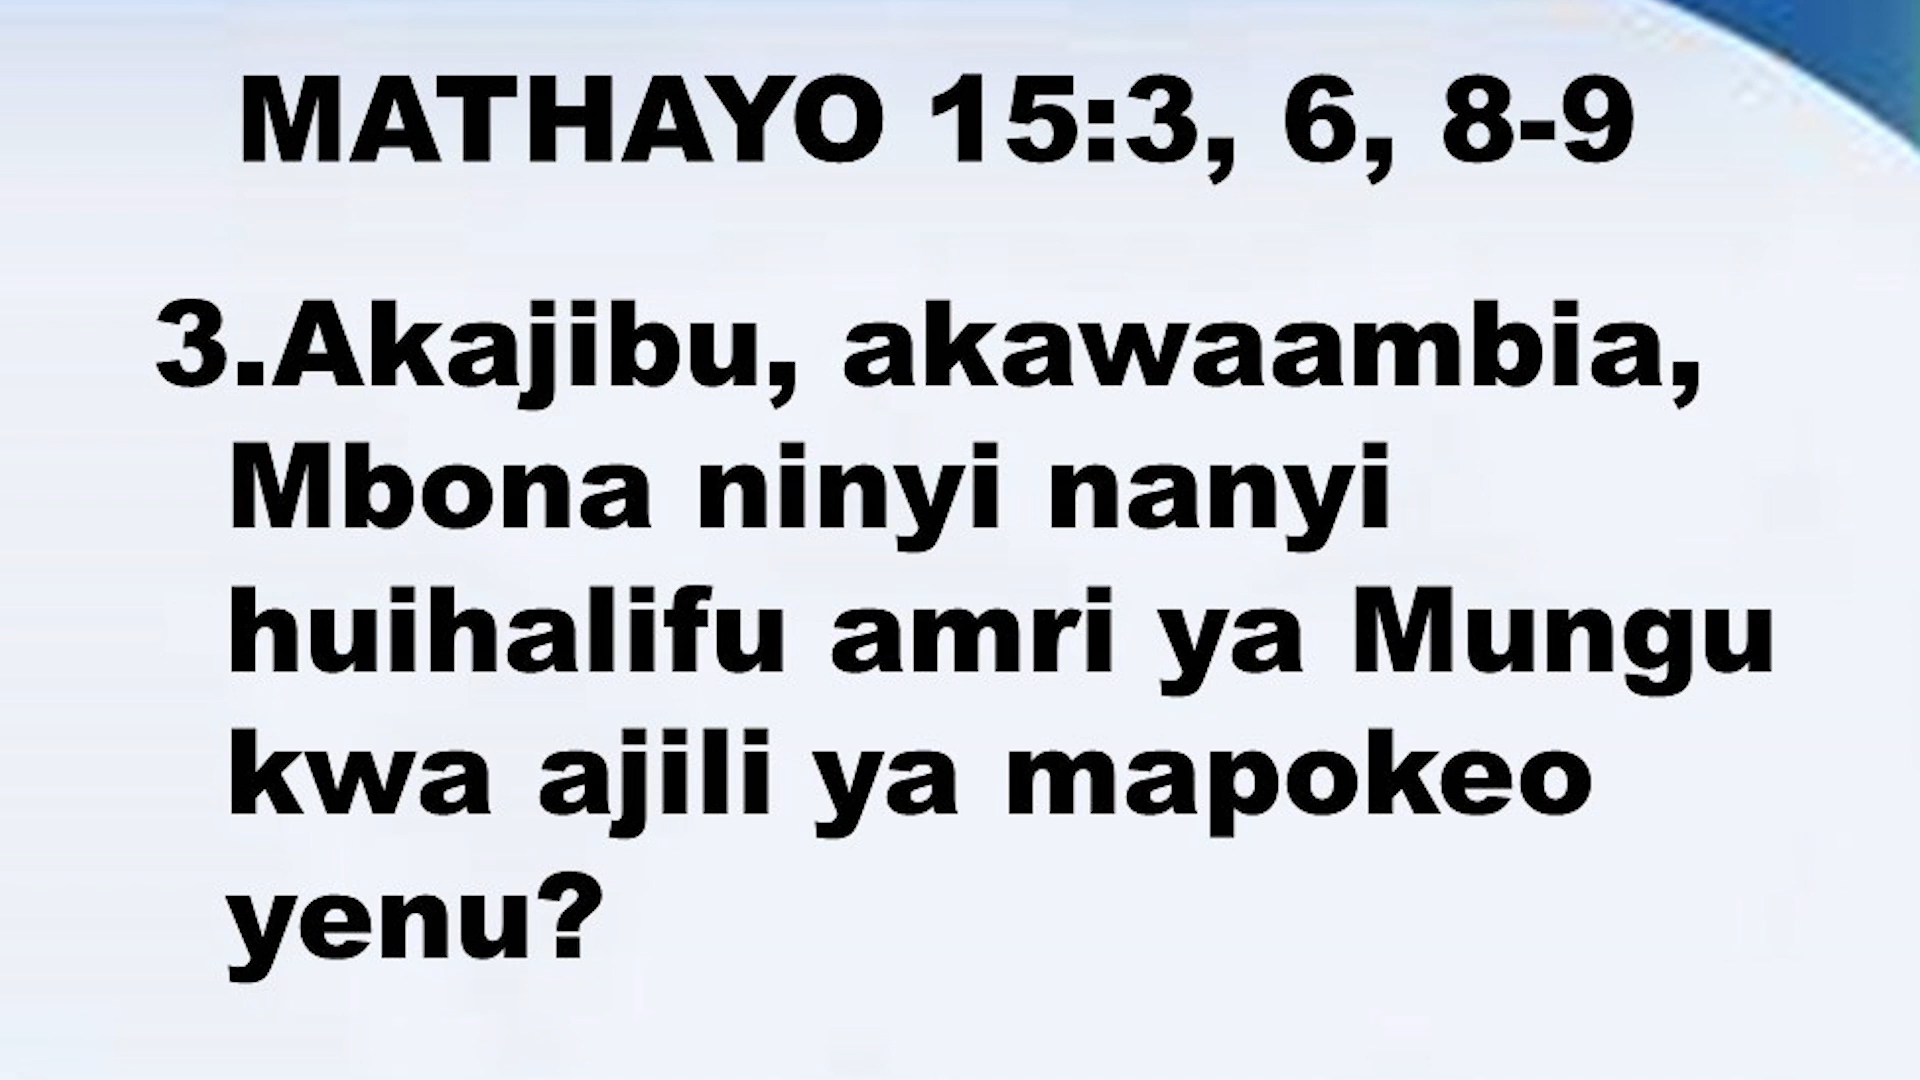 MATHAYO 15:3, 6, 8-9
3.Akajibu, akawaambia,
Mbona ninyi nanyi
huihalifu amri ya Mungu
kwa ajili ya mapokeo
yenu?